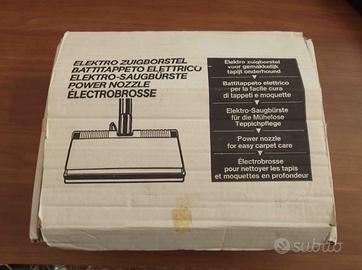 ELEKTRO ZUIGBORSTEL
BATTITAPPETO ELETTRICO
ELEKTRO-SAUGBÜRSTE
POWER NOZZLE
ÉLECTROBROSSE
Elektro zuigborstel
voor gemakkelijk
tapijt onderhound
Battitappeto elettrico
per la facile cura
di tappeti e moquette
Elektro-Saugbürste
für die Mühelose
Teppichpflege
Power nozzle
for easy carpet care
Électrobrosse
pour nettoyer les tapis
et moquettes en profondeur
subito